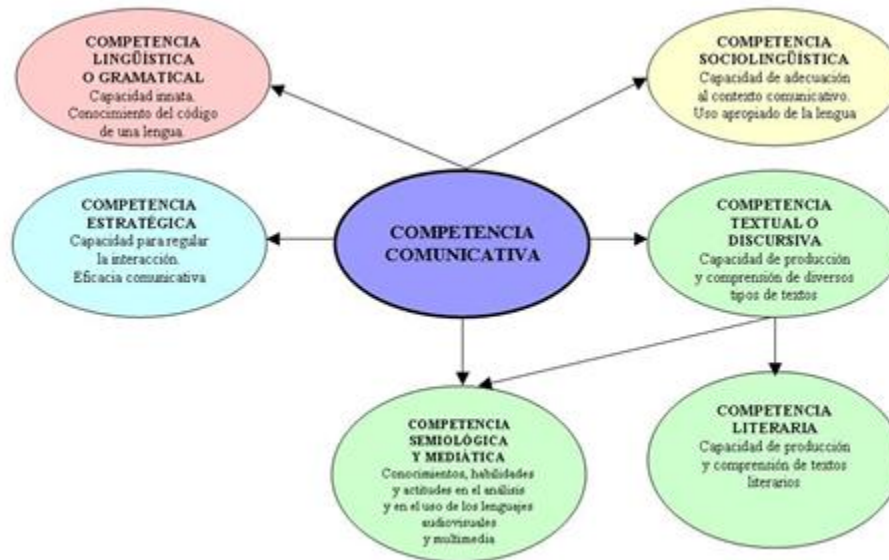 COMPETENCIA
LINGÜÍSTICA
O GRAMATICAL
Capacidad innata.
Conocimiento del código
de una lengua.
COMPETENCIA
SOCIOLINGÜÍSTICA
Capacidad de adecuación
al contexto comunicativo.
Uso apropiado de la lengua
COMPETENCIA
ESTRATÉGICA
Capacidad para regular
la interacción.
Eficacia comunicativa
COMPETENCIA
COMUNICATIVA
COMPETENCIA
TEXTUAL O
DISCURSIVA
Capacidad de producción
y comprensión de diversos
tipos de textos
COMPETENCIA
SEMIOLÓGICA
Y MEDIÀTICA
Conocimientos, habilidades
y actitudes en el análisis
y en el uso de los lenguajes
audiovisuales
y multimedia
COMPETENCIA
LITERARIA
Capacidad de producción
y comprensión de textos
literarios